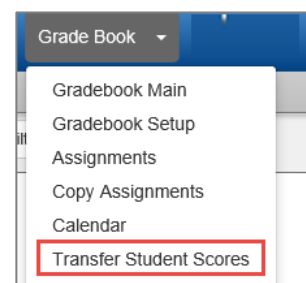 Grade Book
Gradebook Main
Gradebook Setup
Assignments
Copy Assignments
Calendar
Transfer Student Scores